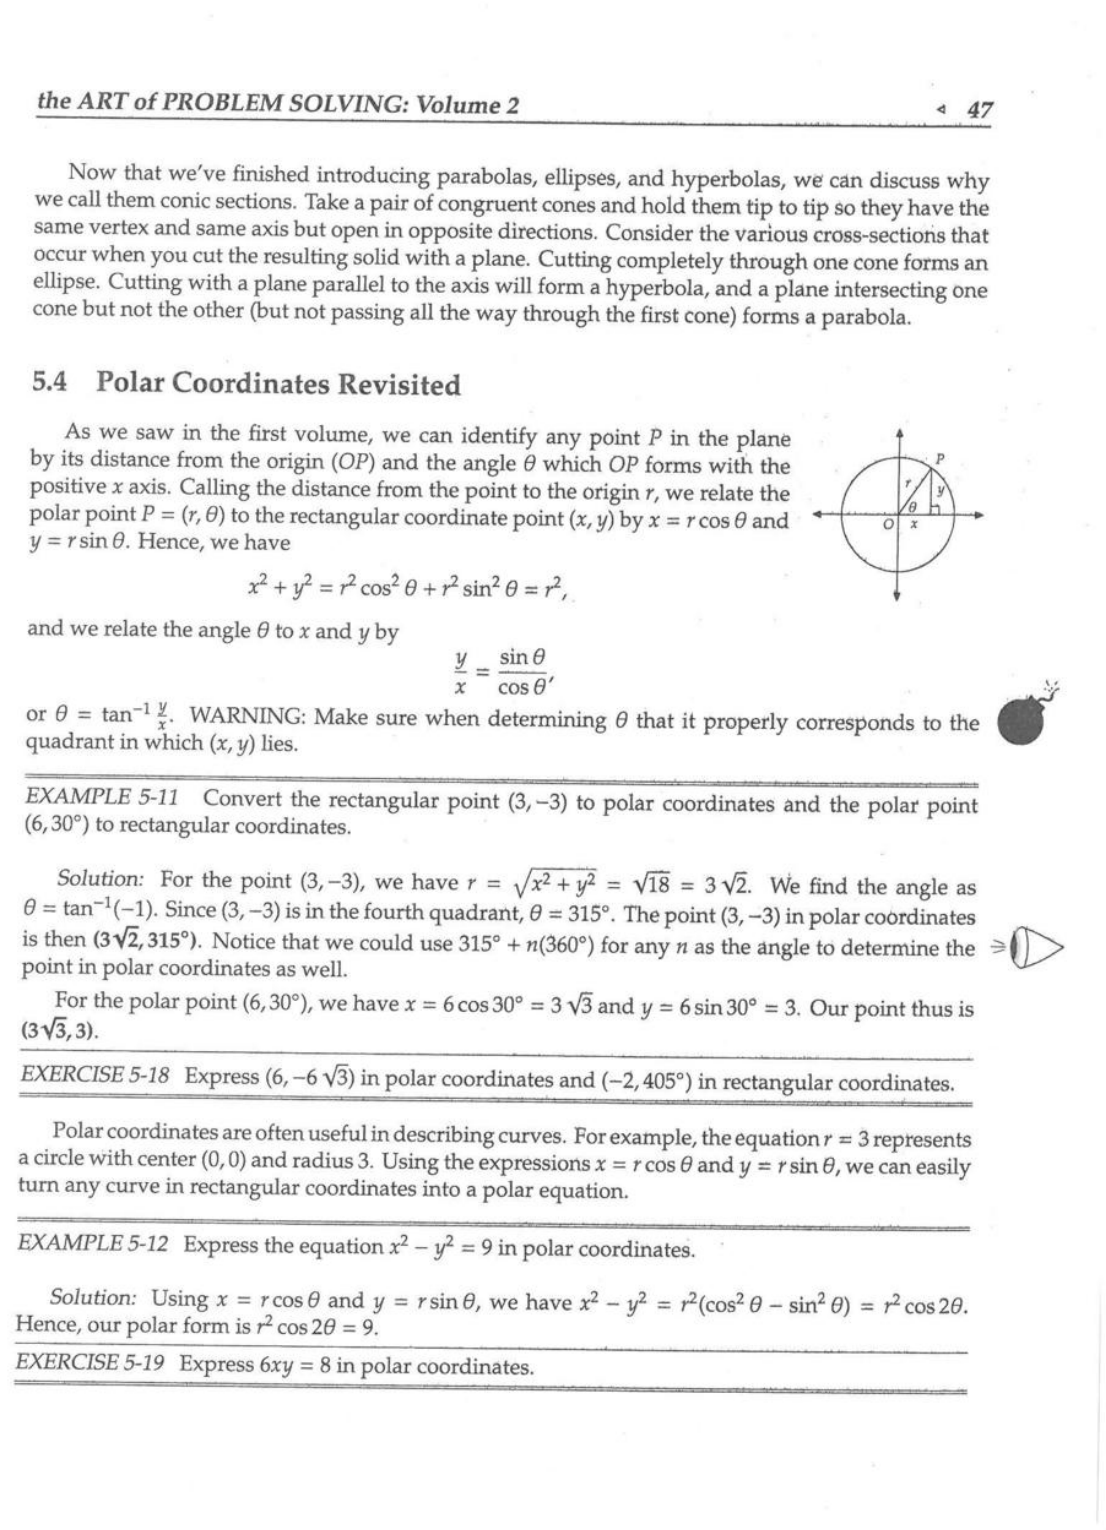 the ART of PROBLEM SOLVING: Volume 2 ◃ 47
Now that we've finished introducing parabolas, ellipses, and hyperbolas, we can discuss why
we call them conic sections. Take a pair of congruent cones and hold them tip to tip so they have the
same vertex and same axis but open in opposite directions. Consider the various cross-sections that
occur when you cut the resulting solid with a plane. Cutting completely through one cone forms an
ellipse. Cutting with a plane parallel to the axis will form a hyperbola, and a plane intersecting one
cone but not the other (but not passing all the way through the first cone) forms a parabola.
5.4 Polar Coordinates Revisited
As we saw in the first volume, we can identify any point P in the plane
by its distance from the origin (OP) and the angle θ which OP forms with the
positive x axis. Calling the distance from the point to the origin r, we relate the
polar point P = (r, θ) to the rectangular coordinate point (x, y) by x = r cos θ and
y = r sin θ. Hence, we have
P
r
y
θ
O x
x² + y² = r² cos² θ + r² sin² θ = r²,
and we relate the angle θ to x and y by
y/x = sin θ/cos θ,
or θ = tan⁻¹ y/x. WARNING: Make sure when determining θ that it properly corresponds to the
quadrant in which (x, y) lies.
EXAMPLE 5-11 Convert the rectangular point (3, −3) to polar coordinates and the polar point
(6, 30°) to rectangular coordinates.
Solution: For the point (3, −3), we have r = √(x² + y²) = √18 = 3√2. We find the angle as
θ = tan⁻¹(−1). Since (3, −3) is in the fourth quadrant, θ = 315°. The point (3, −3) in polar coordinates
is then (3√2, 315°). Notice that we could use 315° + n(360°) for any n as the angle to determine the
point in polar coordinates as well.
For the polar point (6, 30°), we have x = 6 cos 30° = 3√3 and y = 6 sin 30° = 3. Our point thus is
(3√3, 3).
EXERCISE 5-18 Express (6, −6√3) in polar coordinates and (−2, 405°) in rectangular coordinates.
Polar coordinates are often useful in describing curves. For example, the equation r = 3 represents
a circle with center (0, 0) and radius 3. Using the expressions x = r cos θ and y = r sin θ, we can easily
turn any curve in rectangular coordinates into a polar equation.
EXAMPLE 5-12 Express the equation x² − y² = 9 in polar coordinates.
Solution: Using x = r cos θ and y = r sin θ, we have x² − y² = r²(cos² θ − sin² θ) = r² cos 2θ.
Hence, our polar form is r² cos 2θ = 9.
EXERCISE 5-19 Express 6xy = 8 in polar coordinates.